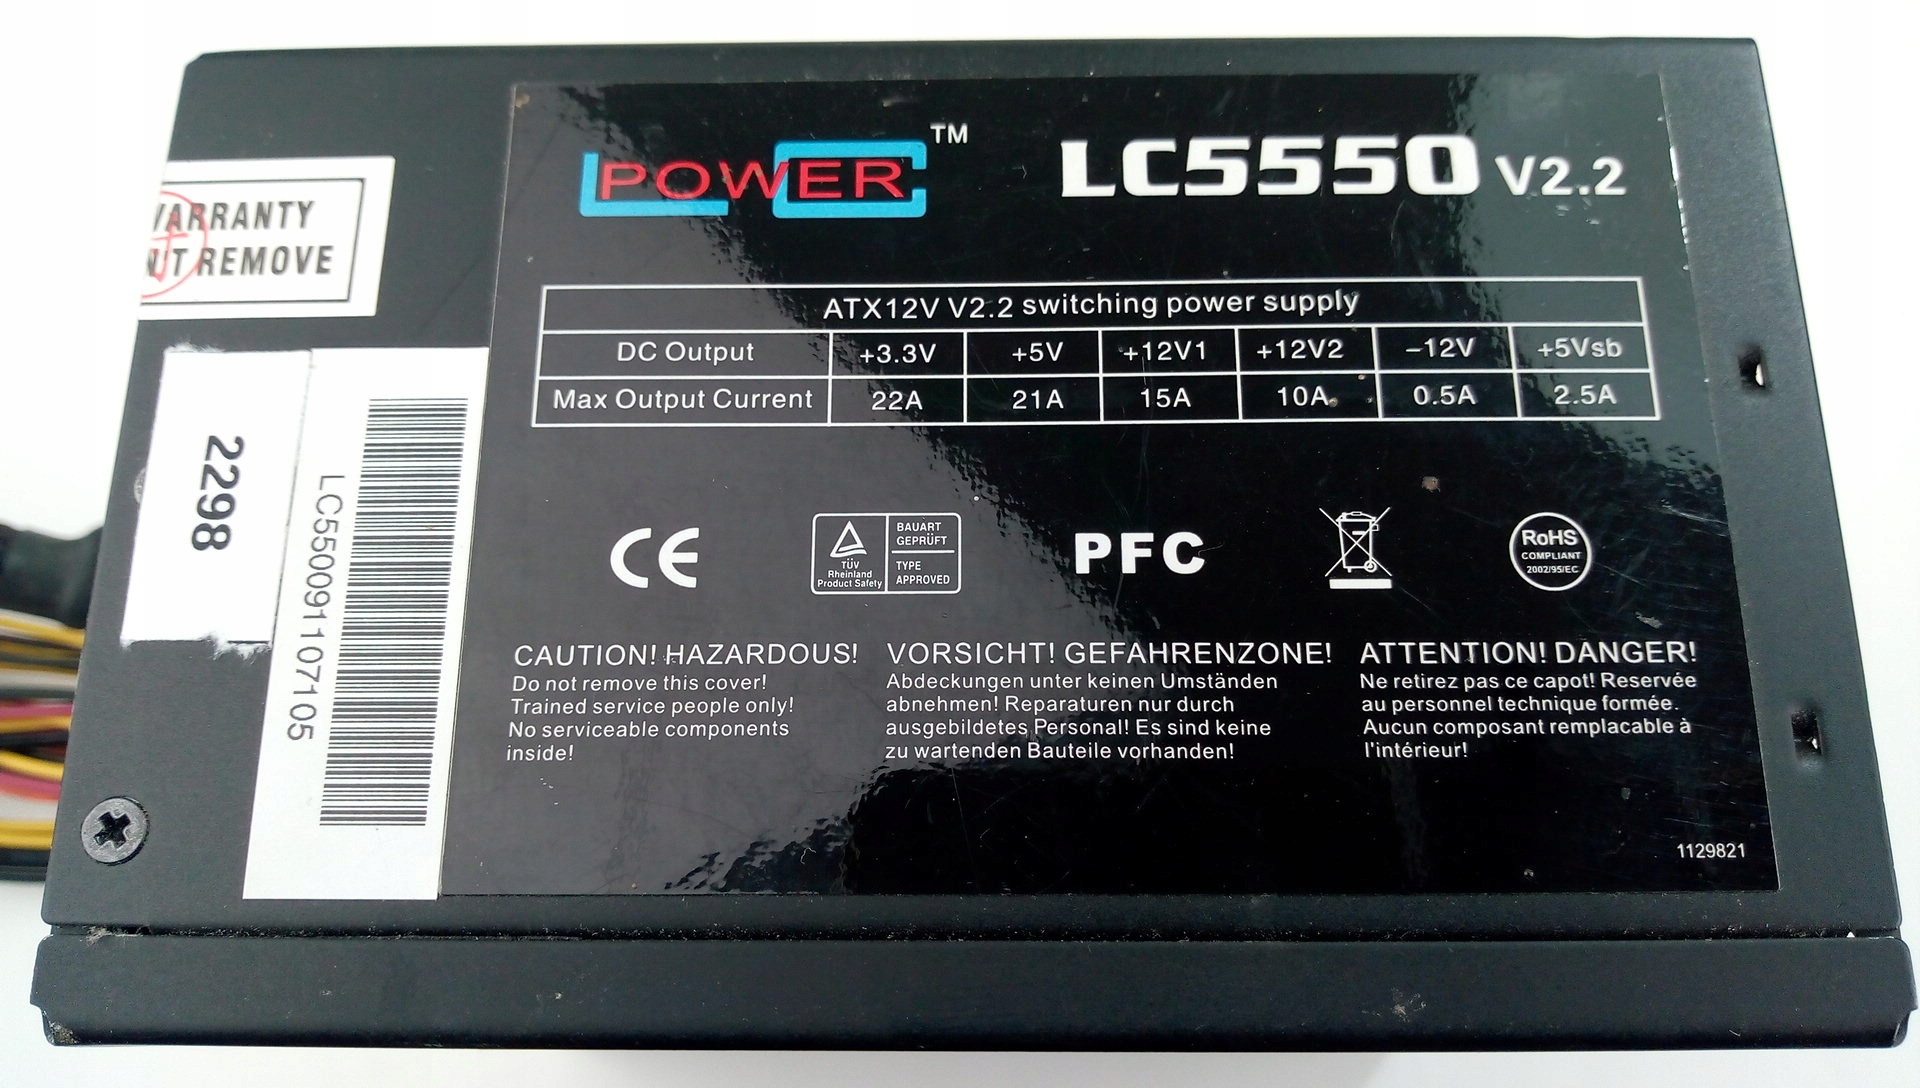 WARRANTY
REMOVE
2298
LC5500911071 05
POWER TM
LC5550 V2.2
ATX12V V2.2 switching power supply
DC Output +3.3V +5V +12V1 +12V2 -12V +5Vsb
Max Output Current 22A 21A 15A 10A 0.5A 2.5A
CE
TÜV
Rheinland
Product Safety
BAUART
GEPRÜFT
TYPE
APPROVED
PFC
RoHS
COMPLIANT
2002/95/EC
CAUTION! HAZARDOUS!
Do not remove this cover!
Trained service people only!
No serviceable components
inside!
VORSICHT! GEFAHRENZONE!
Abdeckungen unter keinen Umständen
abnehmen! Reparaturen nur durch
ausgebildetes Personal! Es sind keine
zu wartenden Bauteile vorhanden!
ATTENTION! DANGER!
Ne retirez pas ce capot! Reservée
au personnel technique formée.
Aucun composant remplacable à
l'intérieur!
1129821